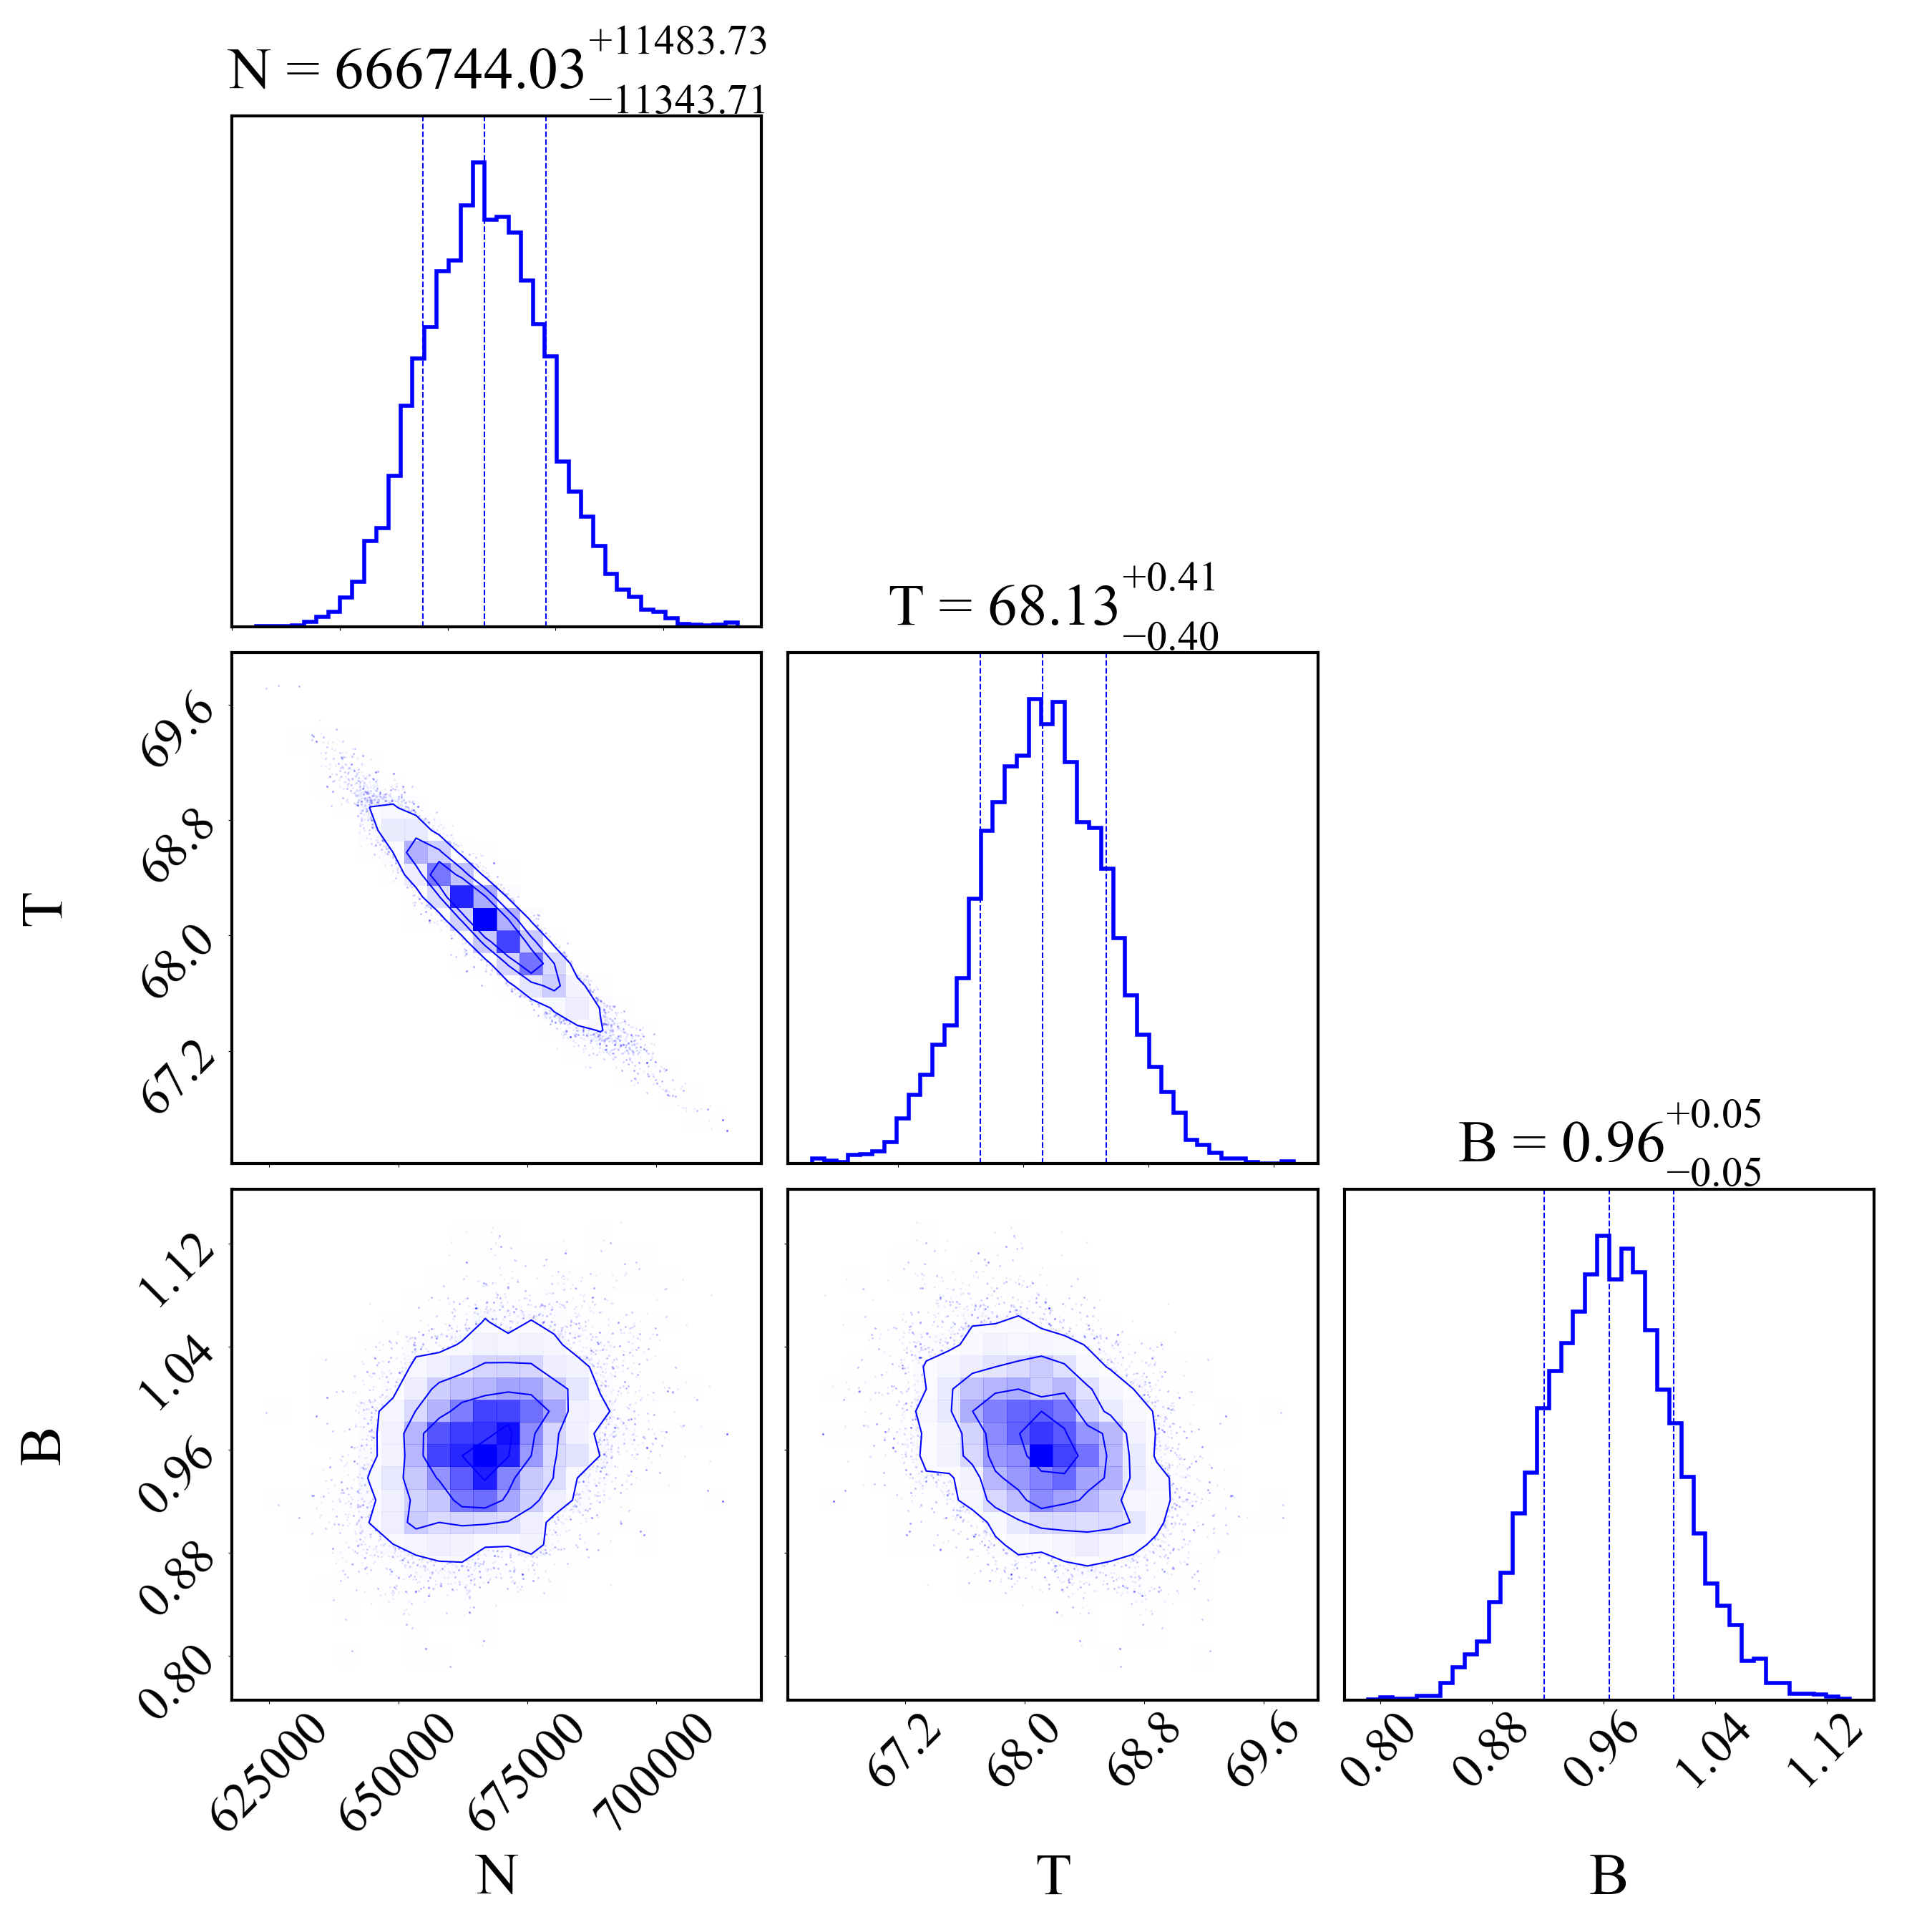 N = 666744.03 +11483.73 −11343.71
T = 68.13 +0.41 −0.40
69.6
68.8
68.0
67.2
T
B = 0.96 +0.05 −0.05
1.12
1.04
0.96
0.88
0.80
B
625000 650000 675000 700000 67.2 68.0 68.8 69.6 0.80 0.88 0.96 1.04 1.12
N T B